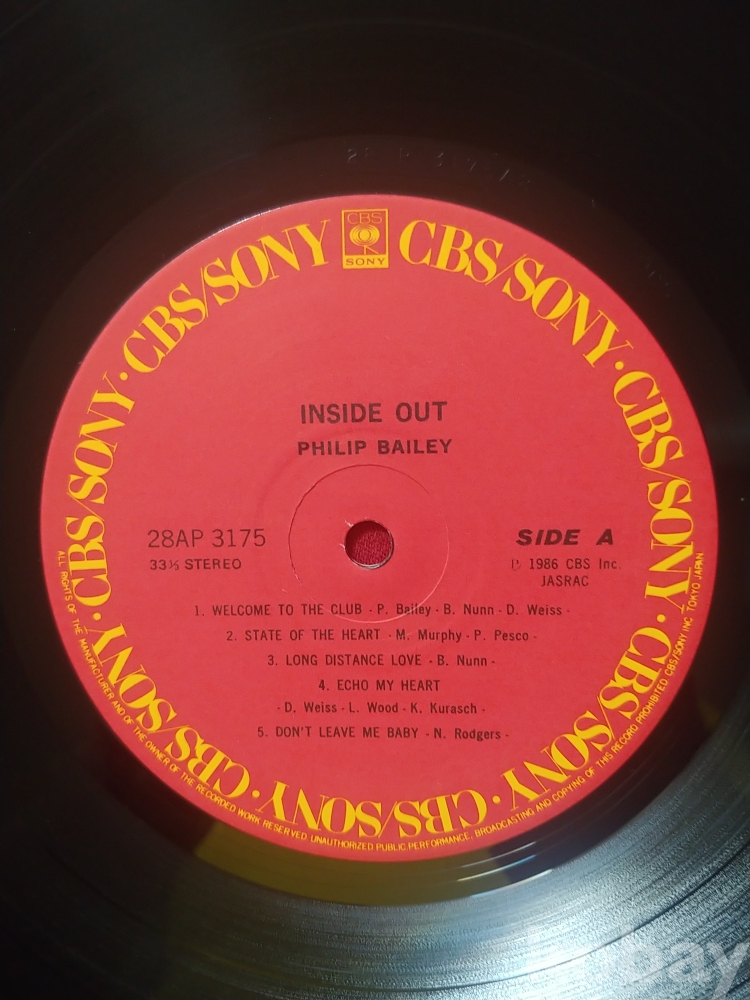 CBS
SONY
CBS/SONY · CBS/SONY · CBS/SONY · CBS/SONY · CBS/SONY · CBS/SONY · CBS/SONY · CBS/SONY · CBS/SONY
INSIDE OUT
PHILIP BAILEY
28AP 3175
33⅓ STEREO
SIDE A
Ⓟ 1986 CBS Inc.
JASRAC
1. WELCOME TO THE CLUB - P. Bailey - B. Nunn - D. Weiss -
2. STATE OF THE HEART - M. Murphy - P. Pesco -
3. LONG DISTANCE LOVE - B. Nunn -
4. ECHO MY HEART
- D. Weiss - L. Wood - K. Kurasch -
5. DON'T LEAVE ME BABY - N. Rodgers -
ALL RIGHTS OF THE MANUFACTURER AND OF THE OWNER OF THE RECORDED WORK RESERVED. UNAUTHORIZED PUBLIC PERFORMANCE, BROADCASTING AND COPYING OF THIS RECORD PROHIBITED CBS/SONY INC. TOKYO JAPAN